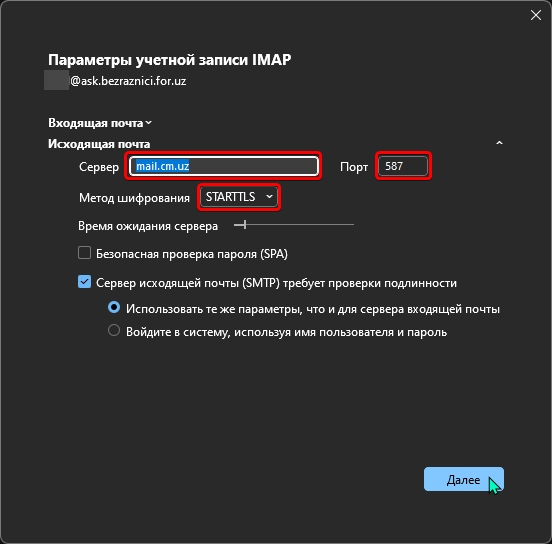 Параметры учетной записи IMAP
@ask.bezraznici.for.uz
Входящая почта
Исходящая почта
Сервер mail.cm.uz Порт 587
Метод шифрования STARTTLS
Время ожидания сервера
Безопасная проверка пароля (SPA)
Сервер исходящей почты (SMTP) требует проверки подлинности
Использовать те же параметры, что и для сервера входящей почты
Войдите в систему, используя имя пользователя и пароль
Далее